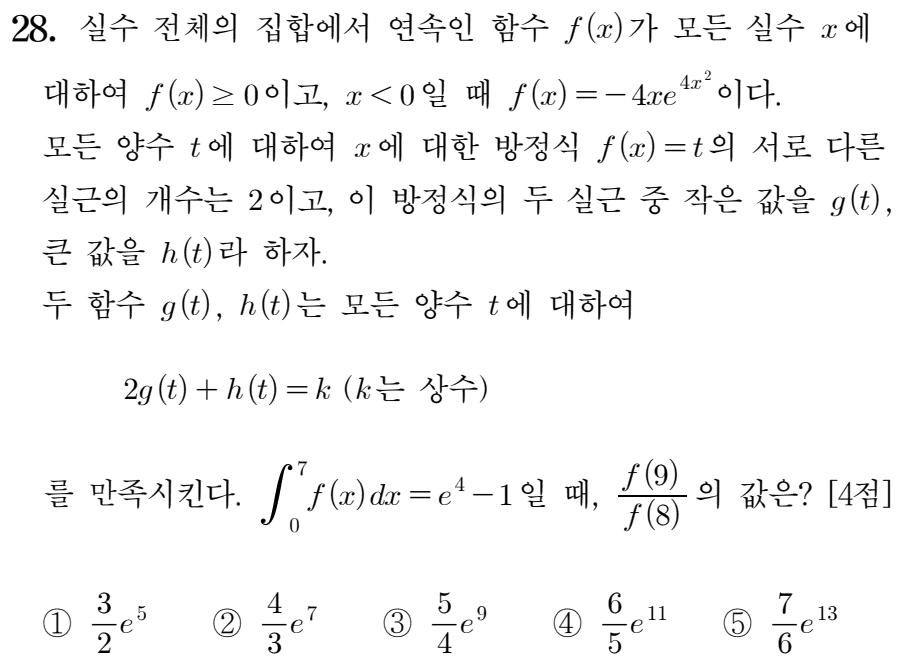 28. 실수 전체의 집합에서 연속인 함수 f(x)가 모든 실수 x에
대하여 f(x)≥0이고, x<0일 때 f(x)=−4xe^{4x²}이다.
모든 양수 t에 대하여 x에 대한 방정식 f(x)=t의 서로 다른
실근의 개수는 2이고, 이 방정식의 두 실근 중 작은 값을 g(t),
큰 값을 h(t)라 하자.
두 함수 g(t), h(t)는 모든 양수 t에 대하여
2g(t)+h(t)=k (k는 상수)
를 만족시킨다. ∫_0^7 f(x)dx=e^4−1일 때, f(9)/f(8)의 값은? [4점]
① 3/2 e^5 ② 4/3 e^7 ③ 5/4 e^9 ④ 6/5 e^11 ⑤ 7/6 e^13